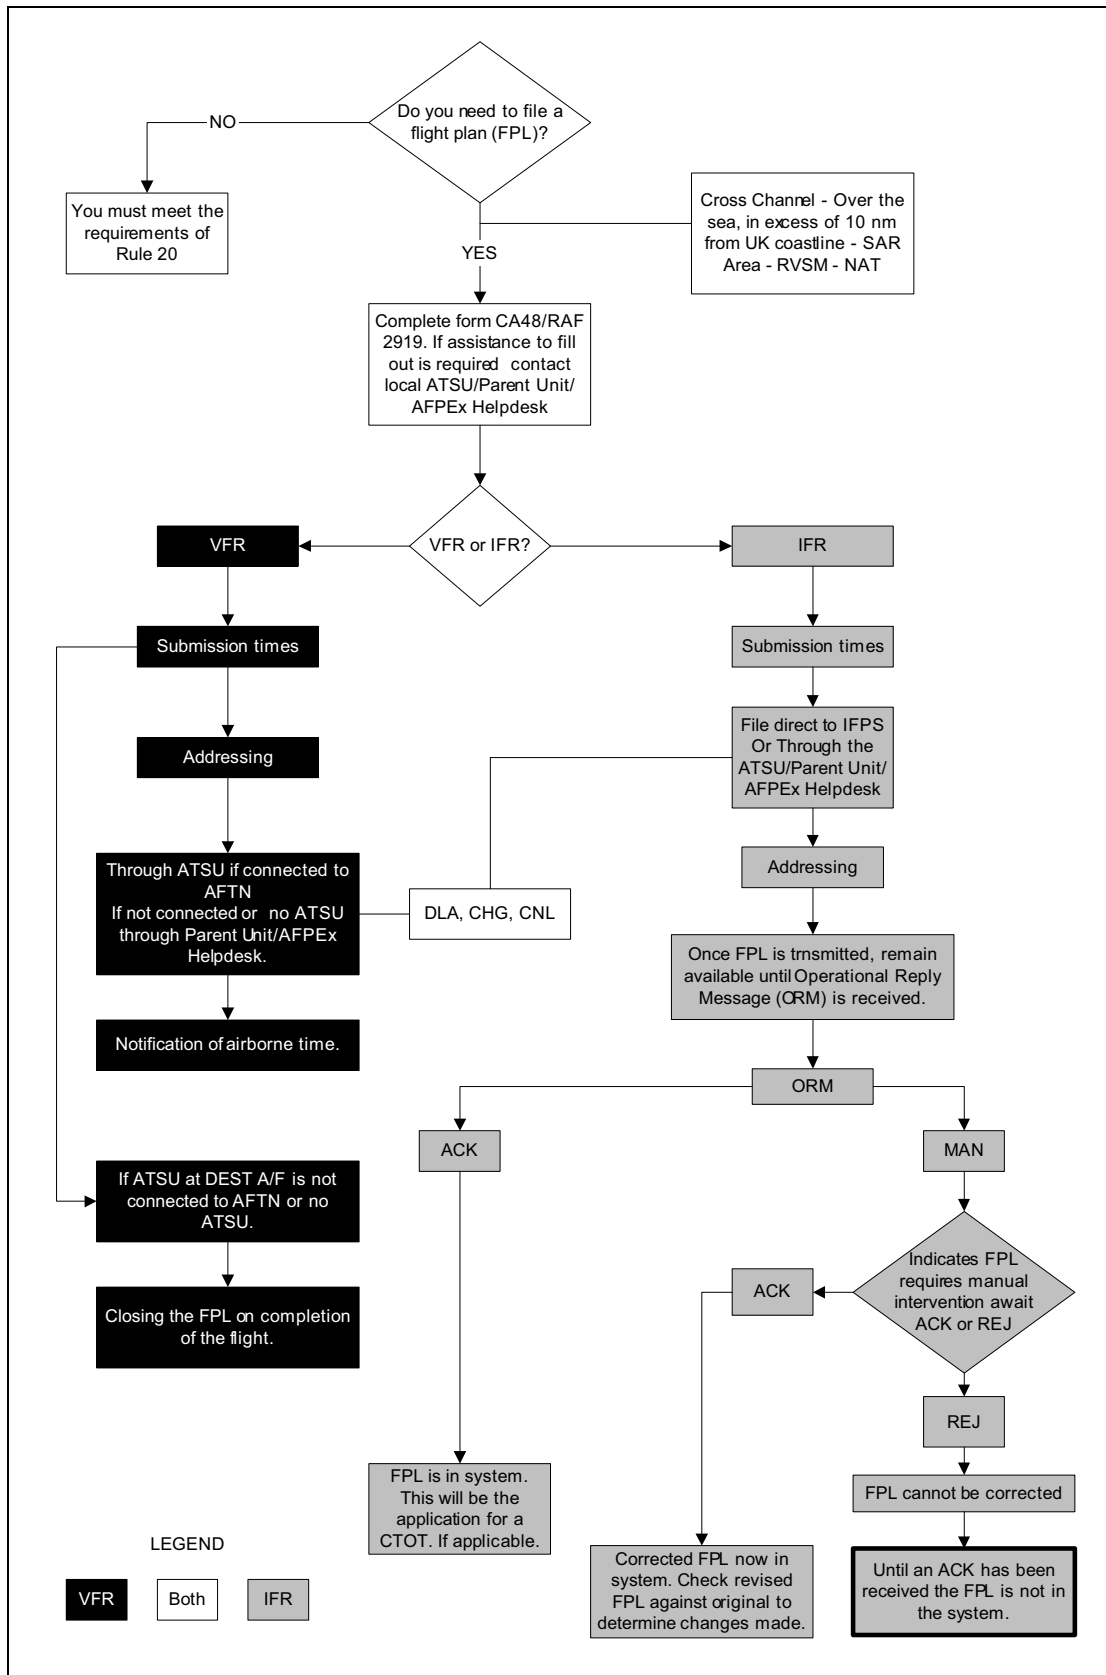 Do you need to file a
flight plan (FPL)?
NO
You must meet the
requirements of
Rule 20
Cross Channel - Over the
sea, in excess of 10 nm
from UK coastline - SAR
Area - RVSM - NAT
YES
Complete form CA48/RAF
2919. If assistance to fill
out is required contact
local ATSU/Parent Unit/
AFPEx Helpdesk
VFR
VFR or IFR?
IFR
Submission times
Submission times
Addressing
File direct to IFPS
Or Through the
ATSU/Parent Unit/
AFPEx Helpdesk
Through ATSU if connected to
AFTN
If not connected or no ATSU
through Parent Unit/AFPEx
Helpdesk.
DLA, CHG, CNL
Addressing
Once FPL is trnsmitted, remain
available until Operational Reply
Message (ORM) is received.
Notification of airborne time.
ORM
ACK
MAN
If ATSU at DEST A/F is not
connected to AFTN or no
ATSU.
Indicates FPL
requires manual
intervention await
ACK or REJ
ACK
Closing the FPL on completion
of the flight.
REJ
FPL is in system.
This will be the
application for a
CTOT. If applicable.
FPL cannot be corrected
Corrected FPL now in
system. Check revised
FPL against original to
determine changes made.
Until an ACK has been
received the FPL is not in
the system.
LEGEND
VFR
Both
IFR